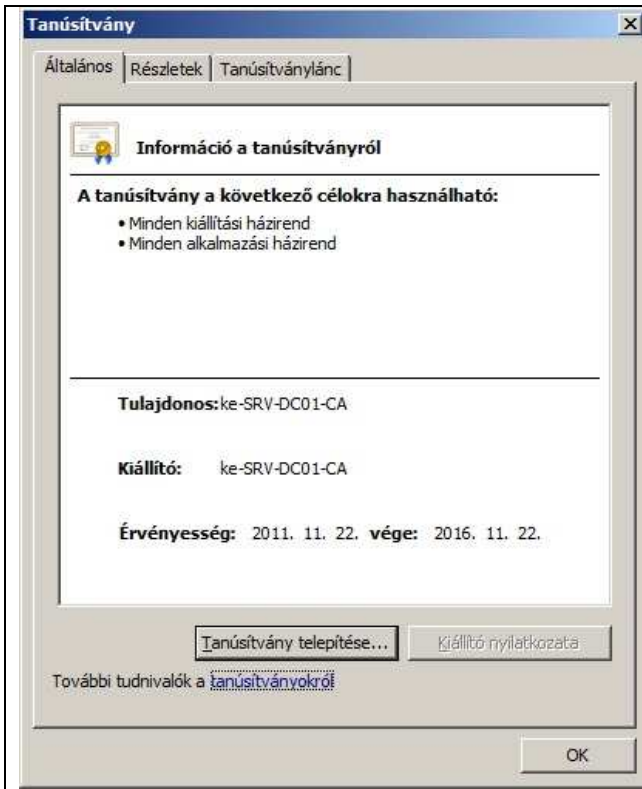 Tanúsítvány
Általános Részletek Tanúsítványlánc
Információ a tanúsítványról
A tanúsítvány a következő célokra használható:
• Minden kiállítási házirend
• Minden alkalmazási házirend
Tulajdonos: ke-SRV-DC01-CA
Kiállító: ke-SRV-DC01-CA
Érvényesség: 2011. 11. 22. vége: 2016. 11. 22.
Tanúsítvány telepítése... Kiállító nyilatkozata
További tudnivalók a tanúsítványokról
OK